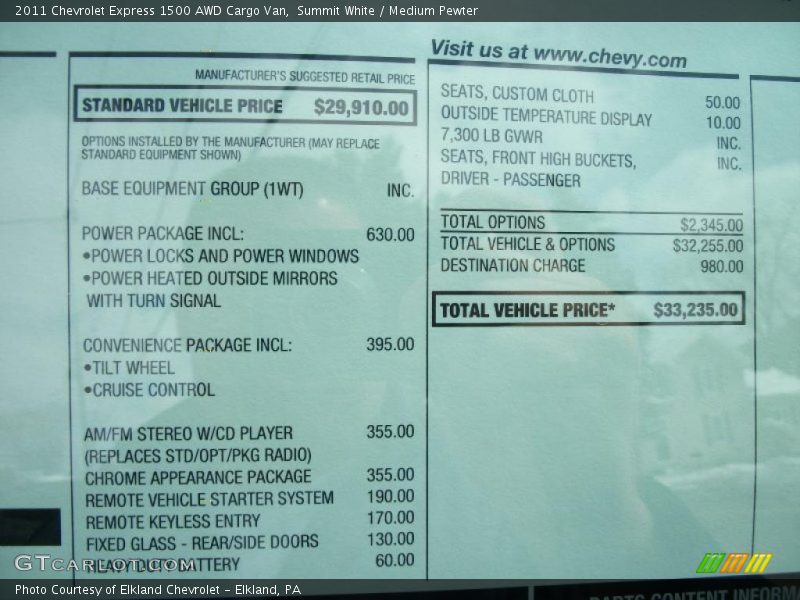 2011 Chevrolet Express 1500 AWD Cargo Van, Summit White / Medium Pewter
MANUFACTURER'S SUGGESTED RETAIL PRICE
STANDARD VEHICLE PRICE $29,910.00
OPTIONS INSTALLED BY THE MANUFACTURER (MAY REPLACE
STANDARD EQUIPMENT SHOWN)
BASE EQUIPMENT GROUP (1WT) INC.
POWER PACKAGE INCL: 630.00
•POWER LOCKS AND POWER WINDOWS
•POWER HEATED OUTSIDE MIRRORS
WITH TURN SIGNAL
CONVENIENCE PACKAGE INCL: 395.00
•TILT WHEEL
•CRUISE CONTROL
AM/FM STEREO W/CD PLAYER 355.00
(REPLACES STD/OPT/PKG RADIO)
CHROME APPEARANCE PACKAGE 355.00
REMOTE VEHICLE STARTER SYSTEM 190.00
REMOTE KEYLESS ENTRY 170.00
FIXED GLASS - REAR/SIDE DOORS 130.00
HEAVY DUTY BATTERY 60.00
Visit us at www.chevy.com
SEATS, CUSTOM CLOTH 50.00
OUTSIDE TEMPERATURE DISPLAY 10.00
7,300 LB GVWR INC.
SEATS, FRONT HIGH BUCKETS, INC.
DRIVER - PASSENGER
TOTAL OPTIONS $2,345.00
TOTAL VEHICLE & OPTIONS $32,255.00
DESTINATION CHARGE 980.00
TOTAL VEHICLE PRICE* $33,235.00
GTcarlot.com
Photo Courtesy of Elkland Chevrolet - Elkland, PA
PARTS CONTENT INFORM